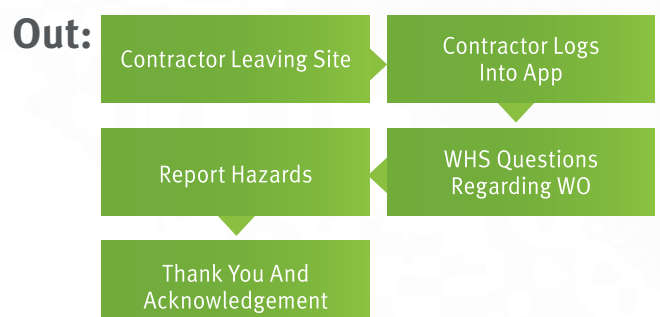 Out:
Contractor Leaving Site
Contractor Logs
Into App
WHS Questions
Regarding WO
Report Hazards
Thank You And
Acknowledgement